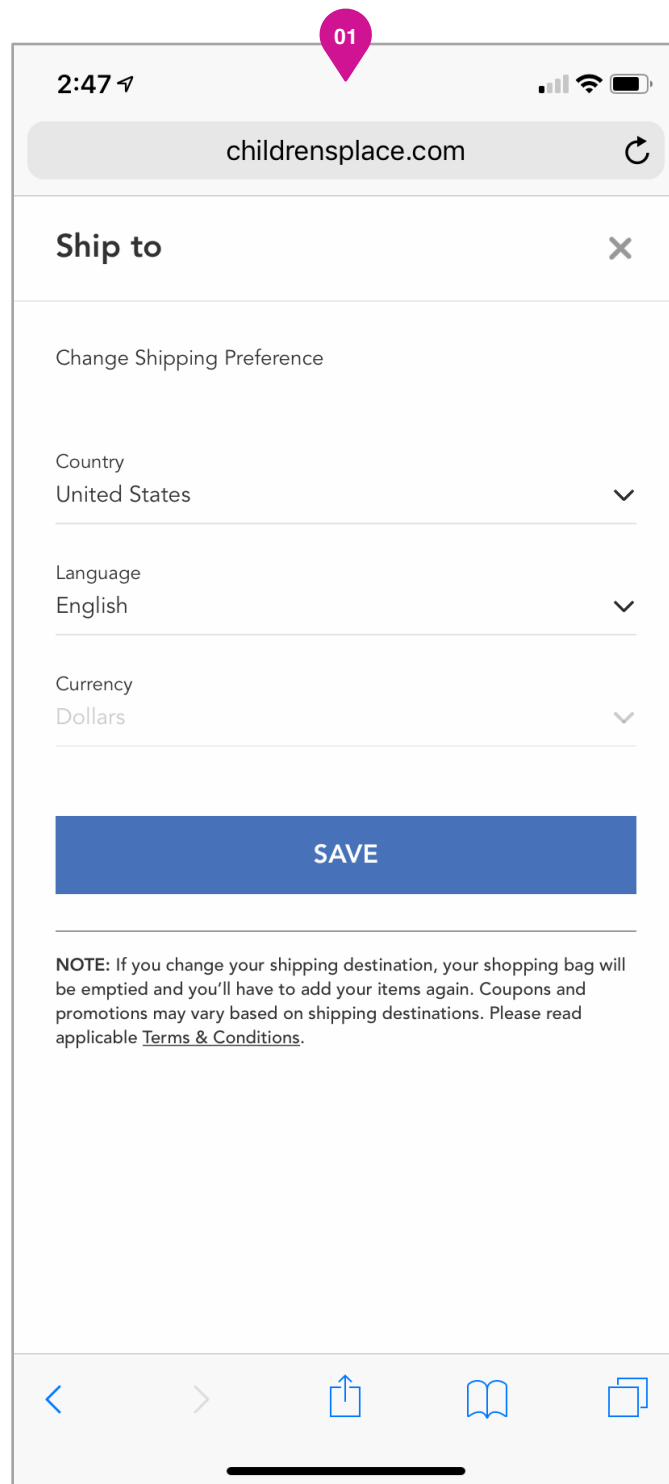 01
2:47
childrensplace.com
Ship to
Change Shipping Preference
Country
United States
Language
English
Currency
Dollars
SAVE
NOTE: If you change your shipping destination, your shopping bag will
be emptied and you’ll have to add your items again. Coupons and
promotions may vary based on shipping destinations. Please read
applicable Terms & Conditions.